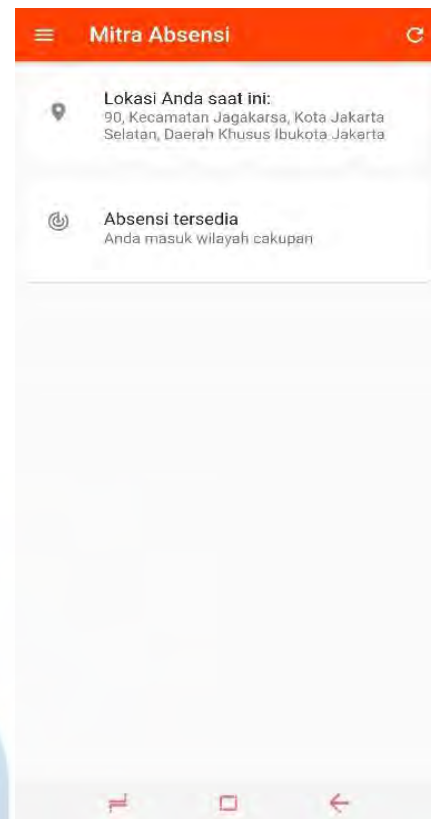 Mitra Absensi
Lokasi Anda saat ini:
90, Kecamatan Jagakarsa, Kota Jakarta
Selatan, Daerah Khusus Ibukota Jakarta
Absensi tersedia
Anda masuk wilayah cakupan